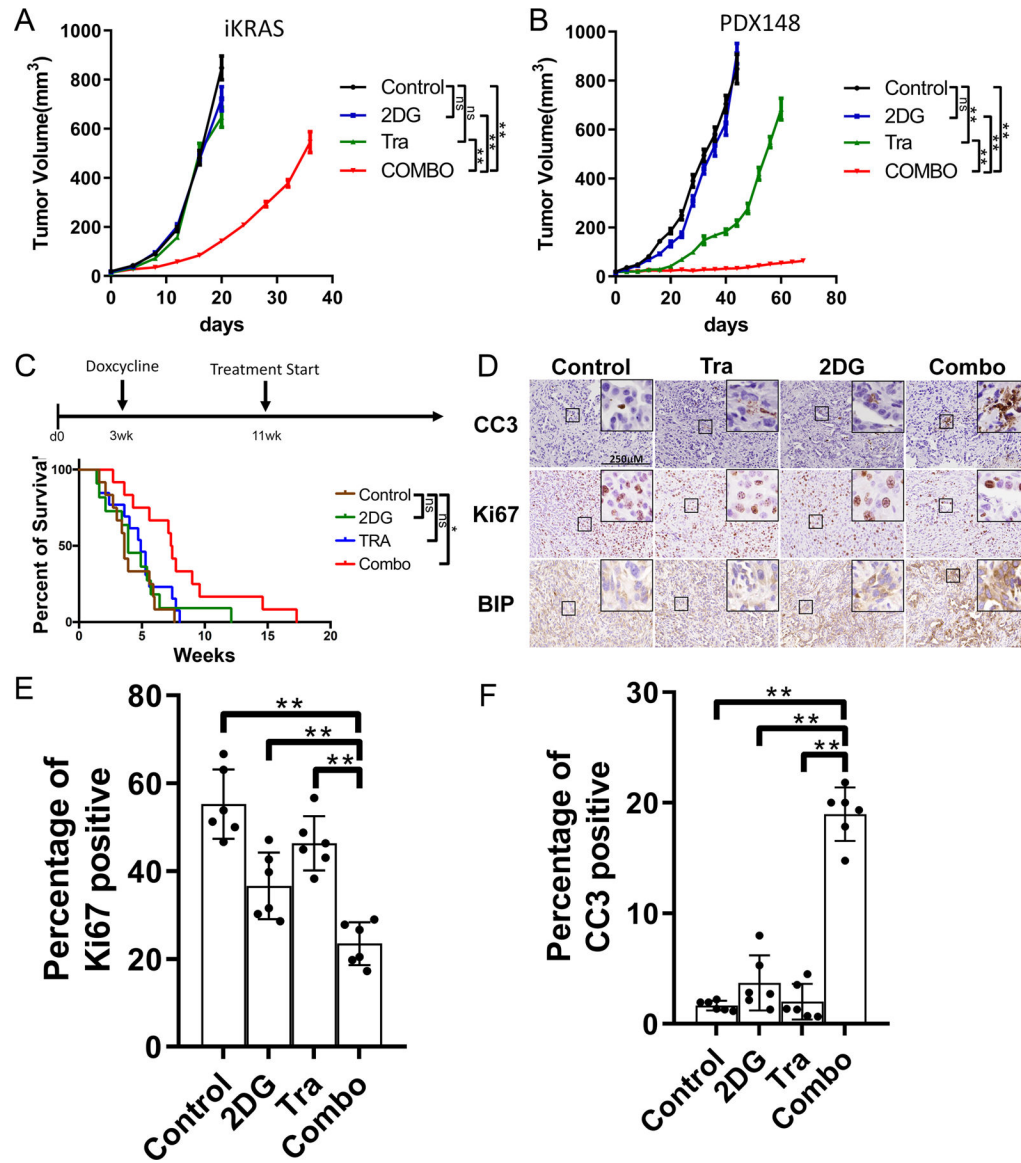 A
iKRAS
Tumor Volume(mm3)
1000
800
600
400
200
0
0
10
20
30
40
days
Control
2DG
Tra
COMBO
ns
ns
**
**
**
B
PDX148
Tumor Volume(mm3)
1000
800
600
400
200
0
0
20
40
60
80
days
Control
2DG
Tra
COMBO
ns
**
**
**
**
C
Doxcycline
Treatment Start
d0
3wk
11wk
Percent of Survival
100
50
0
0
5
10
15
20
Weeks
Control
2DG
TRA
Combo
ns
ns
*
D
Control
Tra
2DG
Combo
CC3
250µM
Ki67
BIP
E
Percentage of
Ki67 positive
80
60
40
20
0
**
**
**
Control
2DG
Tra
Combo
F
Percentage of
CC3 positive
30
20
10
0
**
**
**
Control
2DG
Tra
Combo